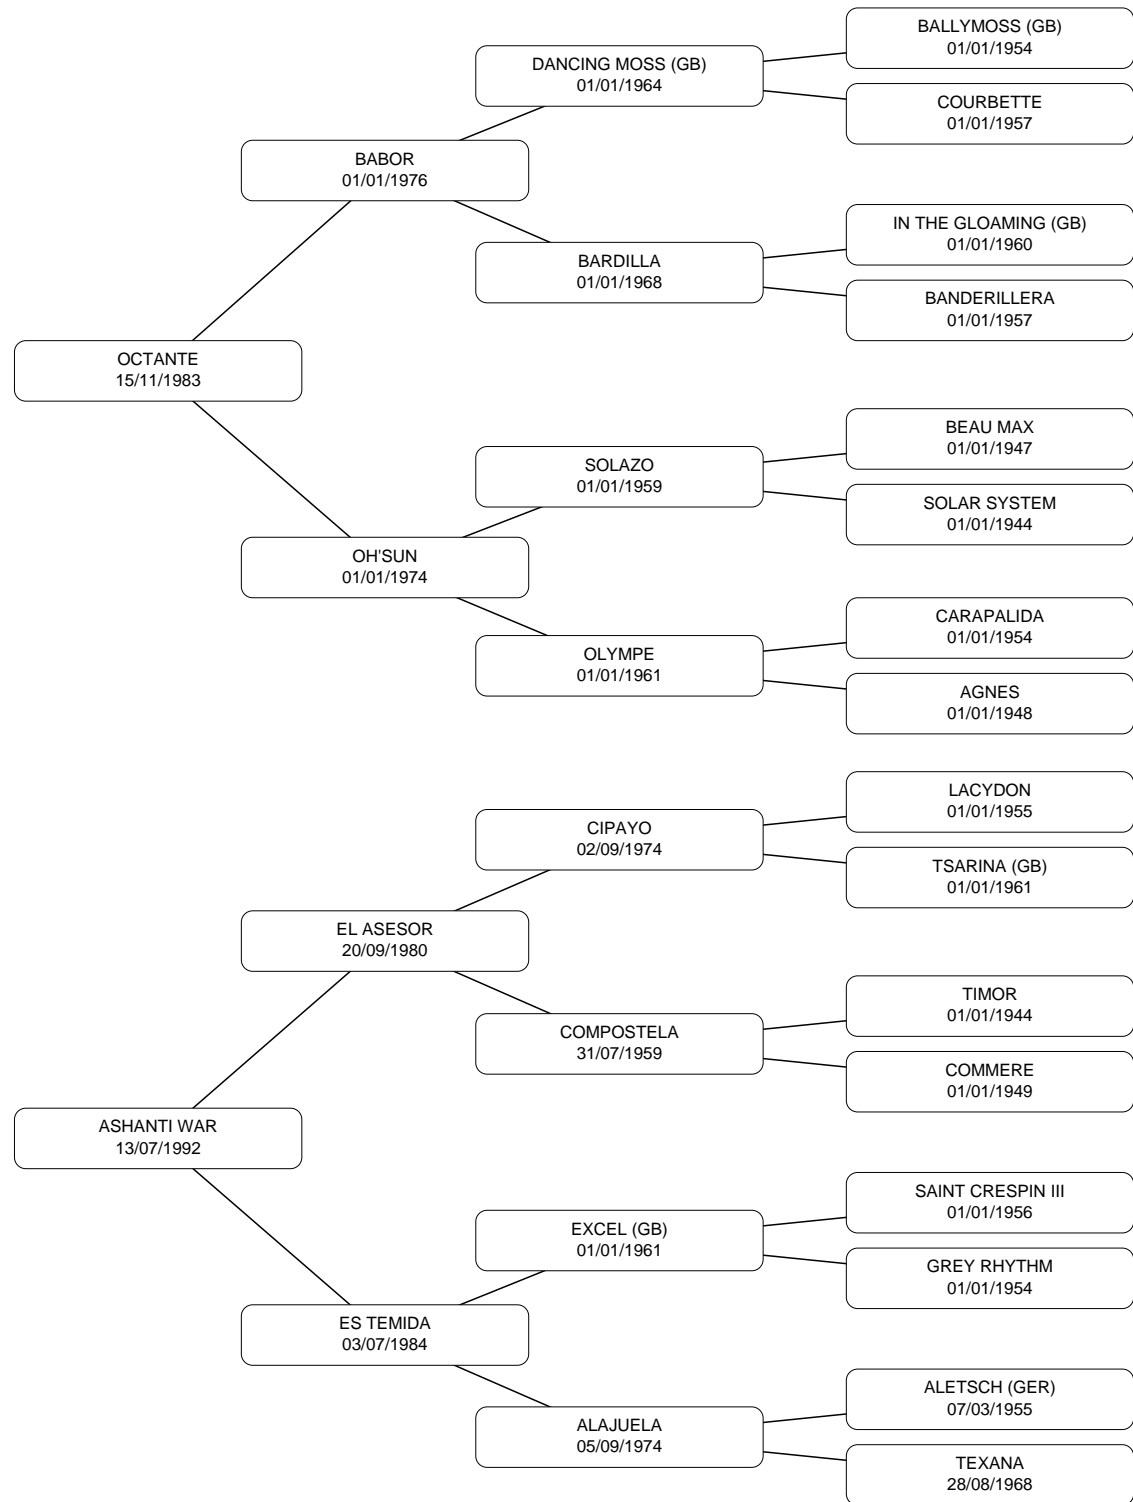 BALLYMOSS (GB)
01/01/1954
DANCING MOSS (GB)
01/01/1964
COURBETTE
01/01/1957
BABOR
01/01/1976
IN THE GLOAMING (GB)
01/01/1960
BARDILLA
01/01/1968
BANDERILLERA
01/01/1957
OCTANTE
15/11/1983
BEAU MAX
01/01/1947
SOLAZO
01/01/1959
SOLAR SYSTEM
01/01/1944
OH'SUN
01/01/1974
CARAPALIDA
01/01/1954
OLYMPE
01/01/1961
AGNES
01/01/1948
LACYDON
01/01/1955
CIPAYO
02/09/1974
TSARINA (GB)
01/01/1961
EL ASESOR
20/09/1980
TIMOR
01/01/1944
COMPOSTELA
31/07/1959
COMMERE
01/01/1949
ASHANTI WAR
13/07/1992
SAINT CRESPIN III
01/01/1956
EXCEL (GB)
01/01/1961
GREY RHYTHM
01/01/1954
ES TEMIDA
03/07/1984
ALETSCH (GER)
07/03/1955
ALAJUELA
05/09/1974
TEXANA
28/08/1968